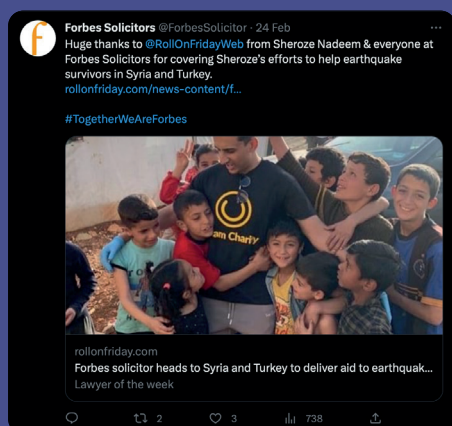 Forbes Solicitors @ForbesSolicitor · 24 Feb
Huge thanks to @RollOnFridayWeb from Sheroze Nadeem & everyone at
Forbes Solicitors for covering Sheroze's efforts to help earthquake
survivors in Syria and Turkey.
rollonfriday.com/news-content/f...
#TogetherWeAreForbes
am Charity
rollonfriday.com
Forbes solicitor heads to Syria and Turkey to deliver aid to earthquak...
Lawyer of the week
2 3 738